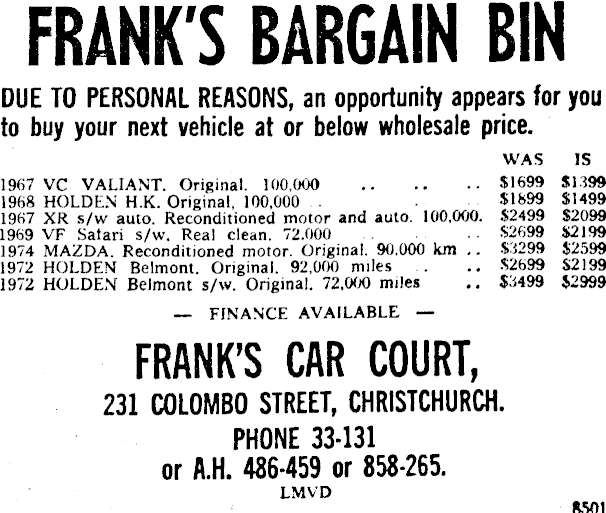 FRANK'S BARGAIN BIN
DUE TO PERSONAL REASONS, an opportunity appears for you
to buy your next vehicle at or below wholesale price.
WAS IS
1967 VC VALIANT. Original. 100,000 .. .. .. $1699 $1399
1968 HOLDEN H.K. Original, 100,000 . . .. $1899 $1499
1967 XR s/w auto. Reconditioned motor and auto. 100,000. $2499 $2099
1969 VF Safari s/w. Real clean. 72,000 .. $2699 $2199
1974 MAZDA. Reconditioned motor. Original. 90,000 km .. $3299 $2599
1972 HOLDEN Belmont. Original. 92,000 miles .. .. $2699 $2199
1972 HOLDEN Belmont s/w. Original. 72,000 miles .. $3499 $2999
— FINANCE AVAILABLE —
FRANK'S CAR COURT,
231 COLOMBO STREET, CHRISTCHURCH.
PHONE 33-131
or A.H. 486-459 or 858-265.
LMVD
8501